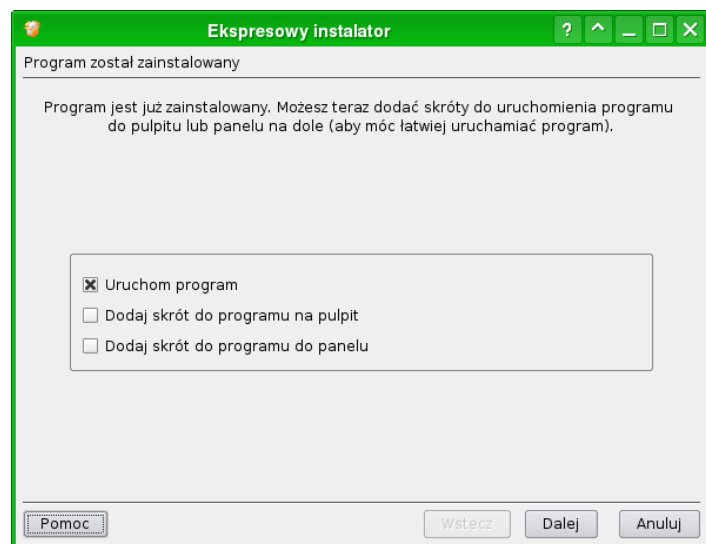 Ekspresowy instalator
Program został zainstalowany
Program jest już zainstalowany. Możesz teraz dodać skróty do uruchomienia programu
do pulpitu lub panelu na dole (aby móc łatwiej uruchamiać program).
Uruchom program
Dodaj skrót do programu na pulpit
Dodaj skrót do programu do panelu
Pomoc
Wstecz
Dalej
Anuluj